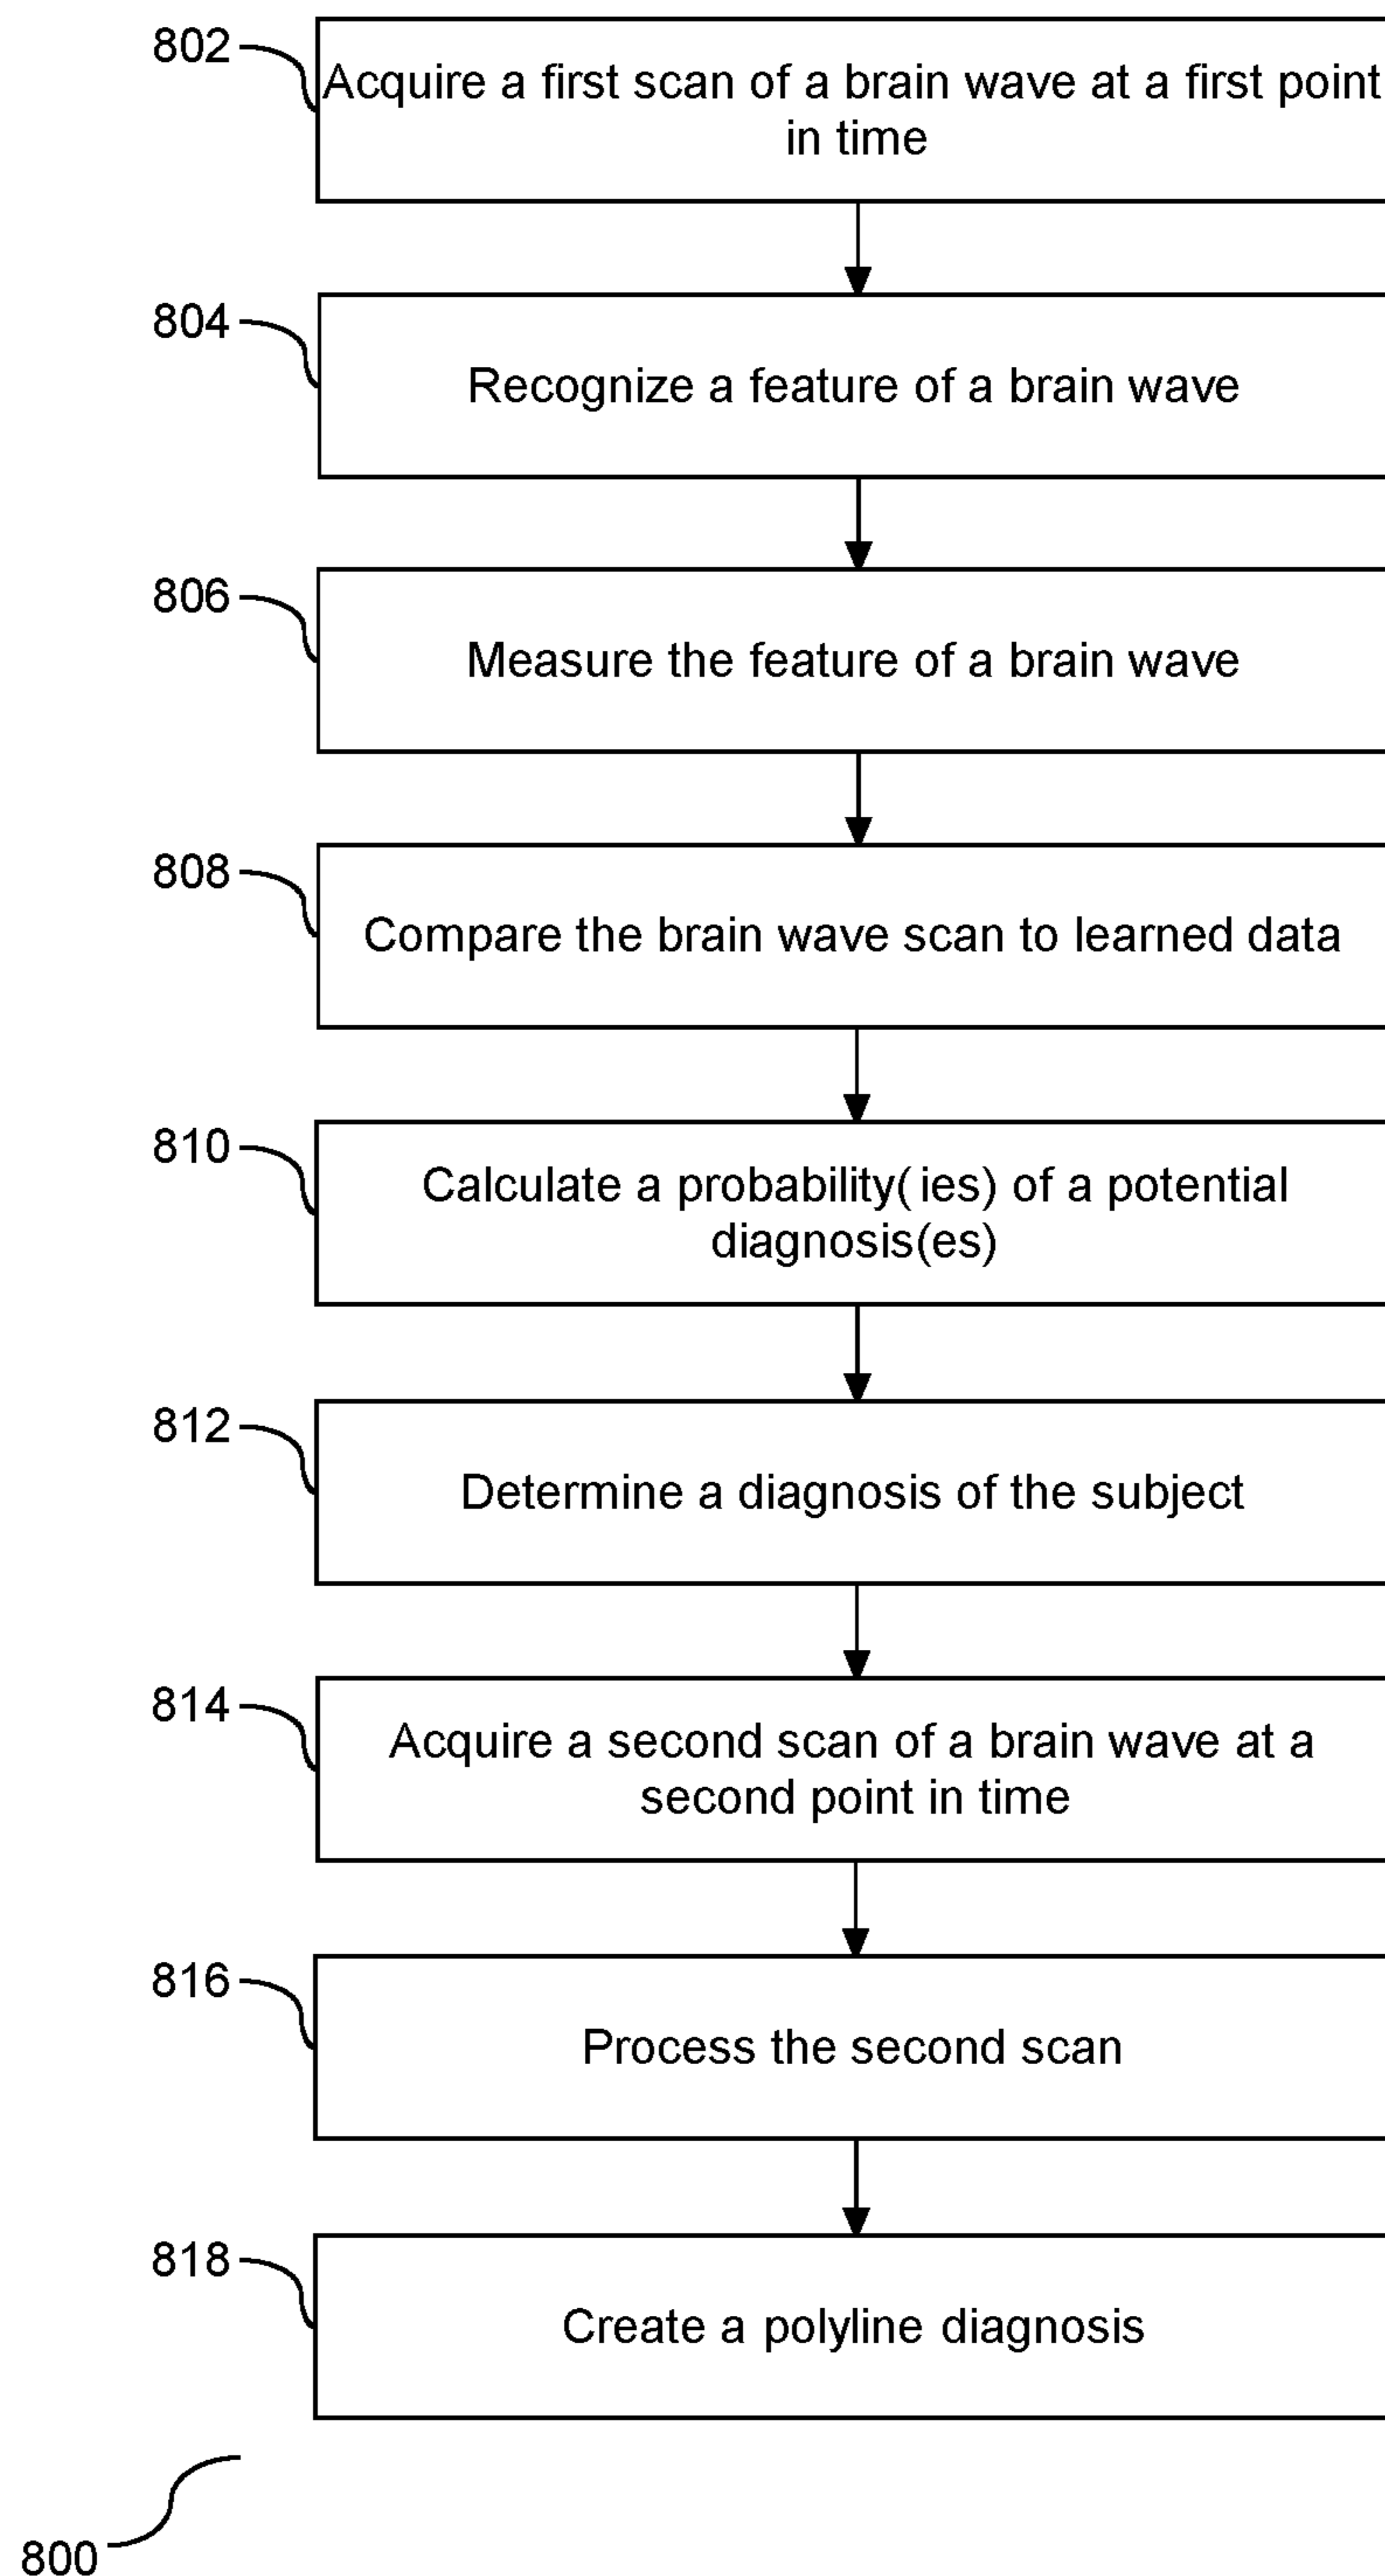 802
Acquire a first scan of a brain wave at a first point
in time
804
Recognize a feature of a brain wave
806
Measure the feature of a brain wave
808
Compare the brain wave scan to learned data
810
Calculate a probability(ies) of a potential
diagnosis(es)
812
Determine a diagnosis of the subject
814
Acquire a second scan of a brain wave at a
second point in time
816
Process the second scan
818
Create a polyline diagnosis
800